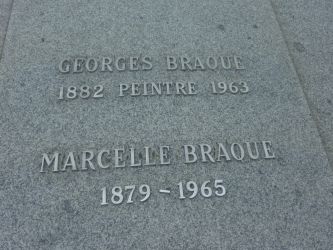 GEORGES BRAQUE
1882 PEINTRE 1963
MARCELLE BRAQUE
1879 - 1965